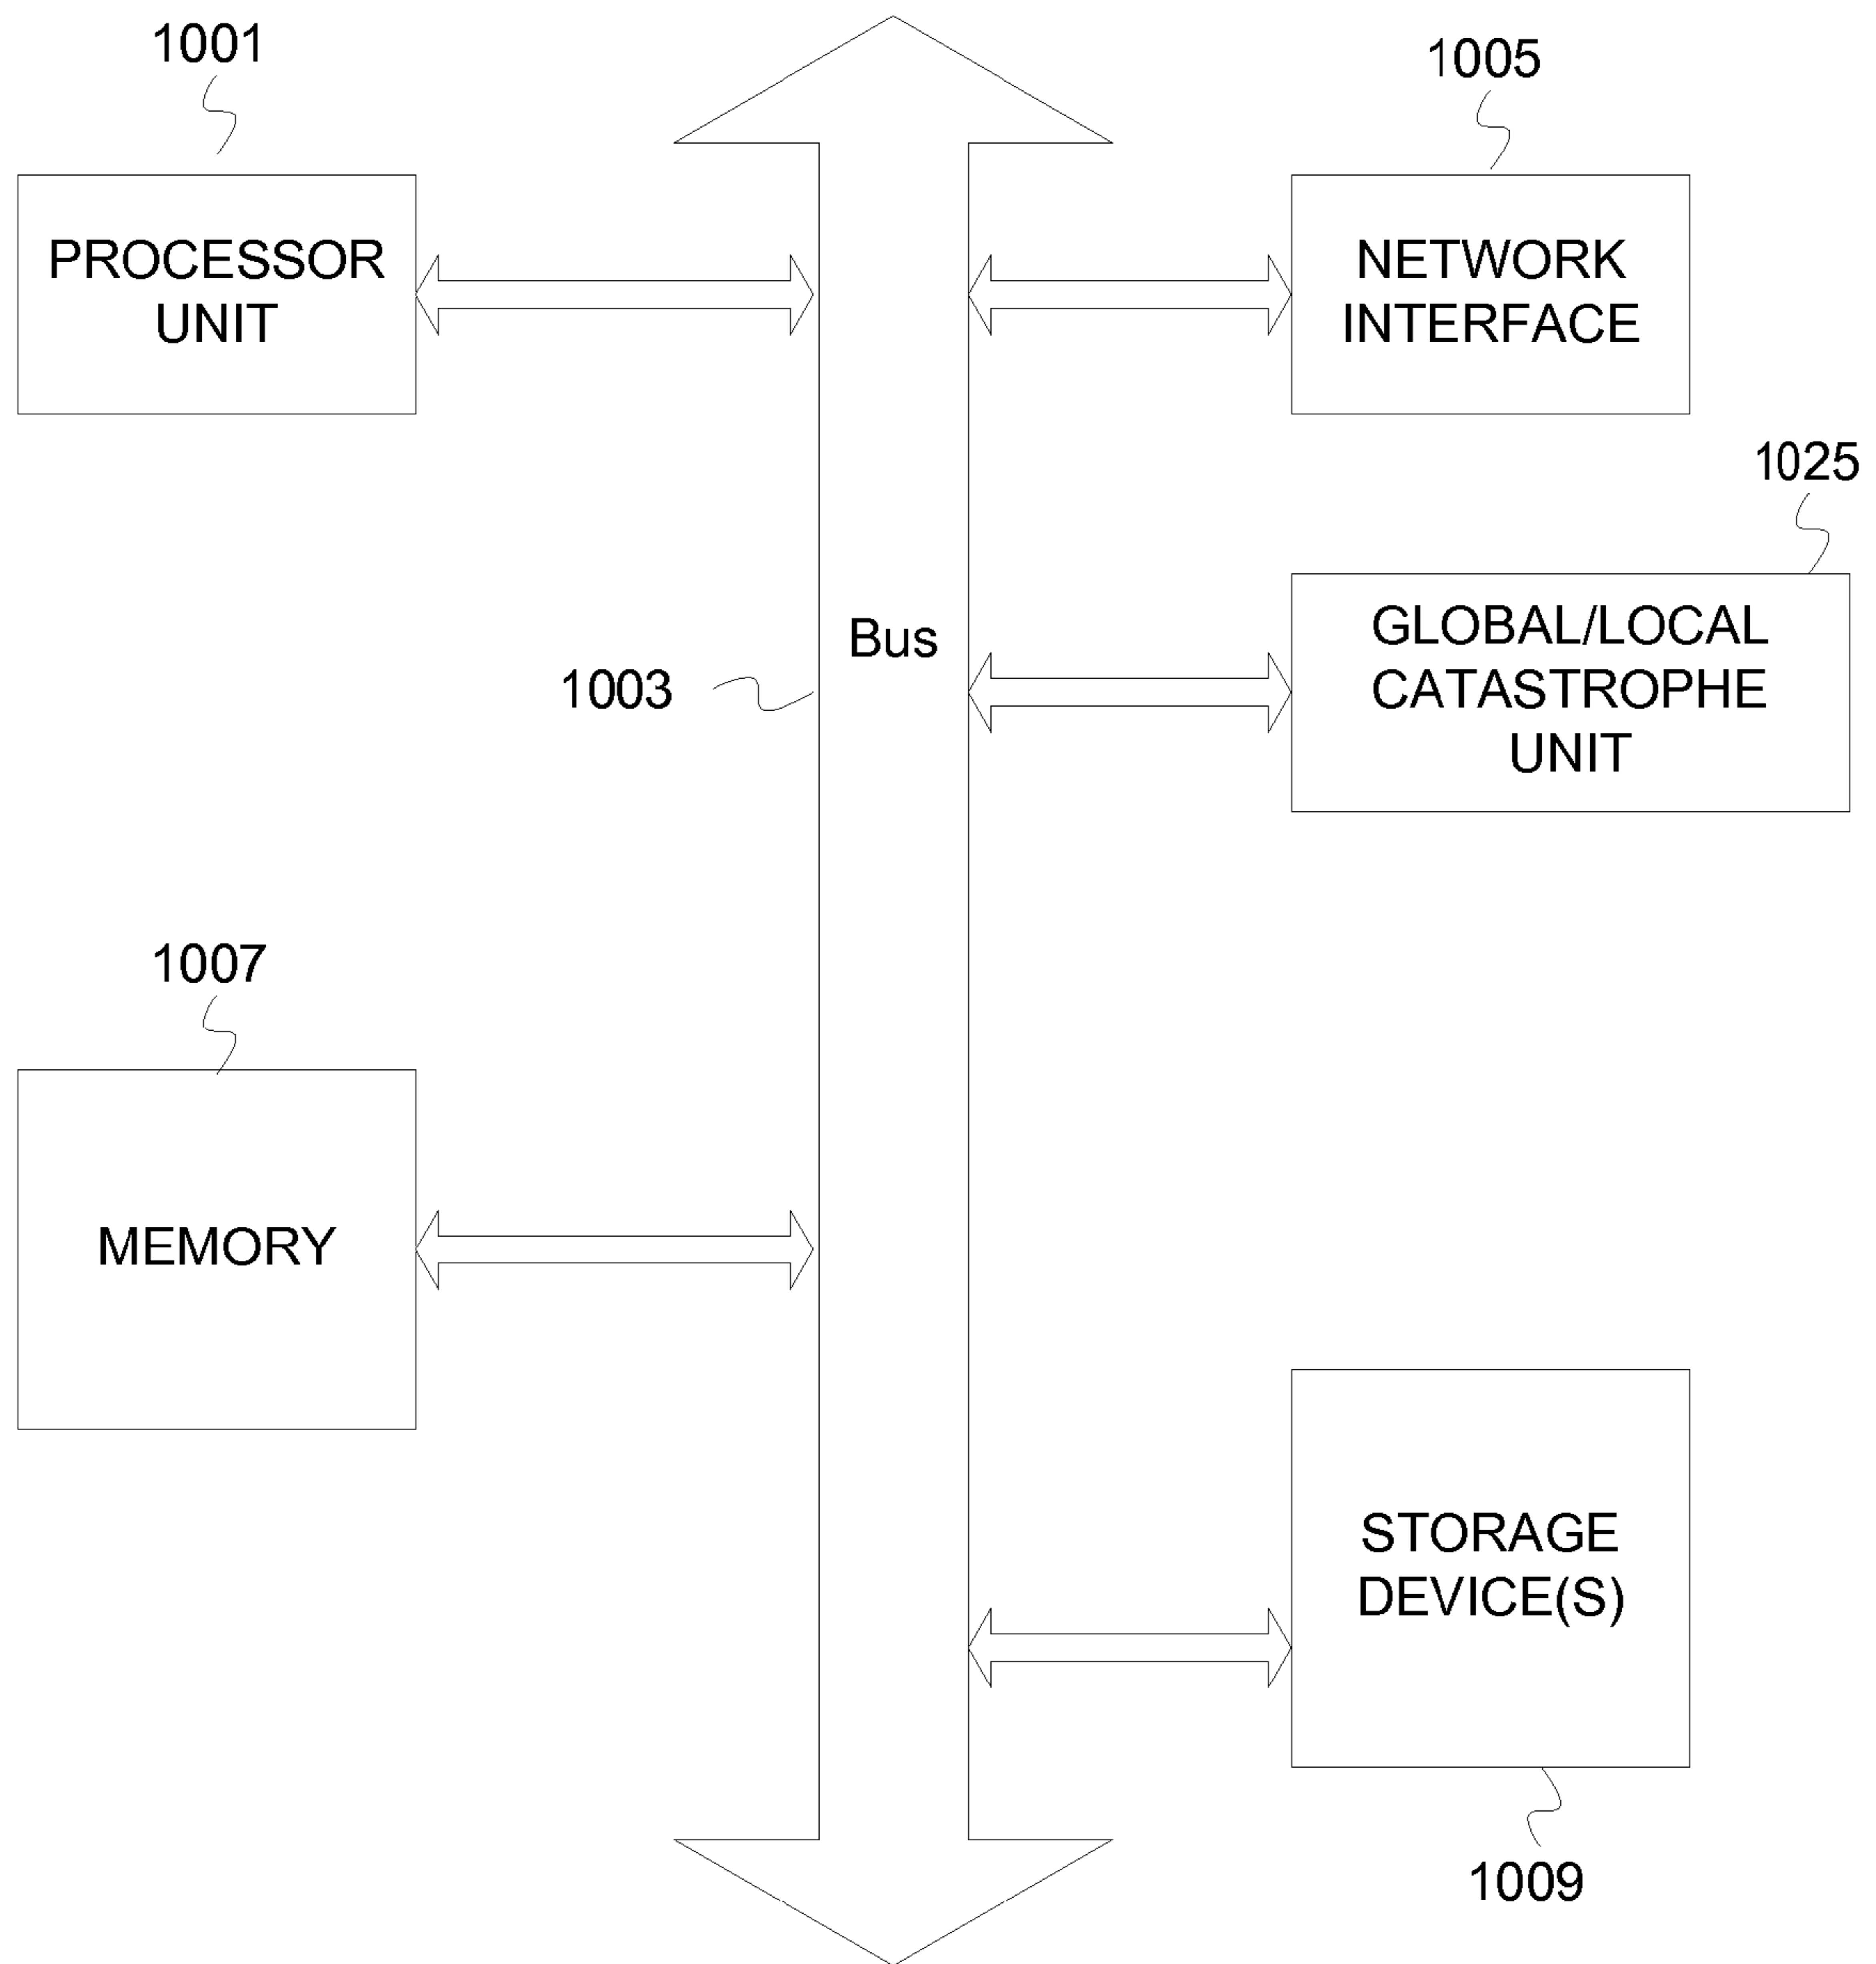 1001
PROCESSOR
UNIT
1005
NETWORK
INTERFACE
1025
GLOBAL/LOCAL
CATASTROPHE
UNIT
Bus
1003
1007
MEMORY
STORAGE
DEVICE(S)
1009